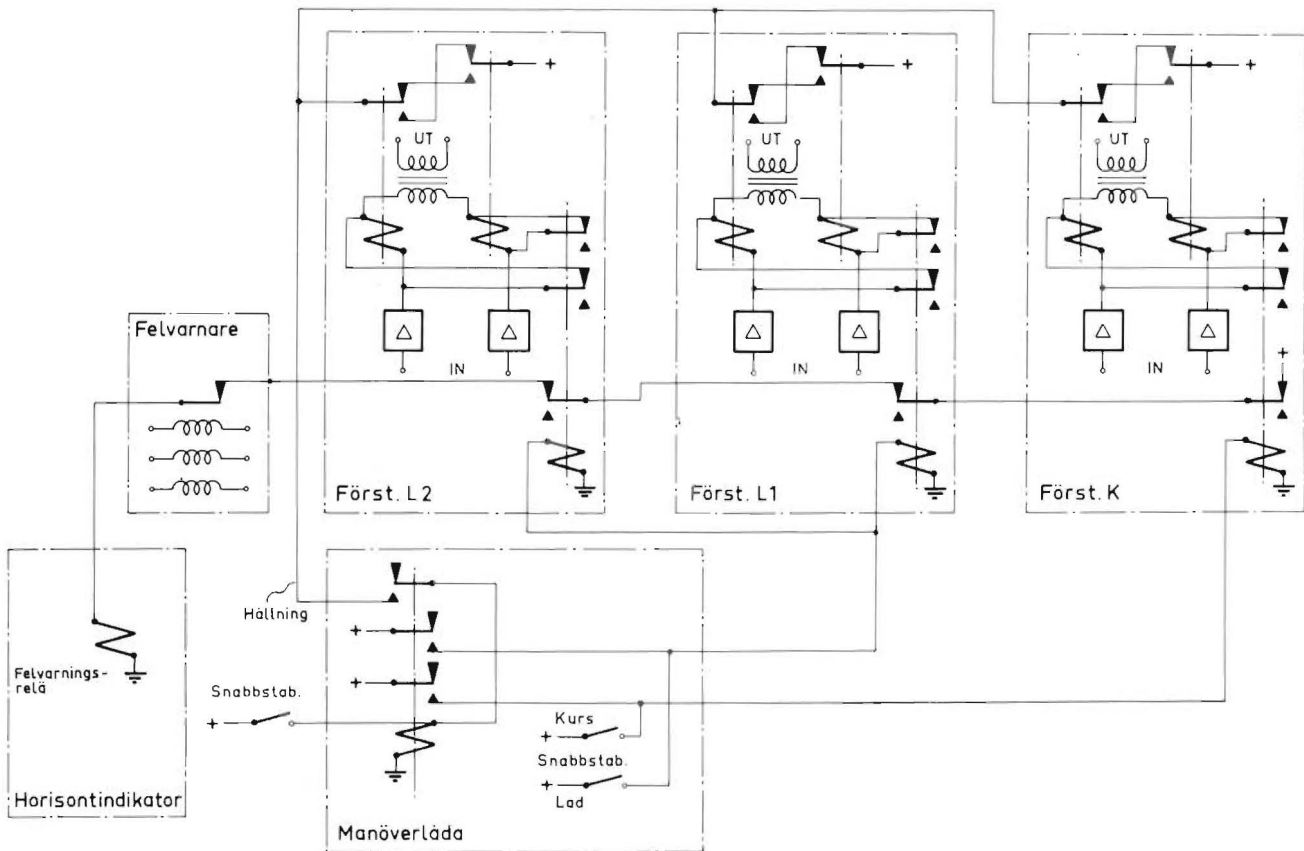 +
+
UT
UT
UT
Felvarnare
+
IN
IN
IN
Först. L2
Först. L1
Först. K
Hållning
+
Felvarnings-
relä
+
Snabbstab.
+
Kurs
+
Snabbstab.
+
Lad
Horisontindikator
Manöverlåda